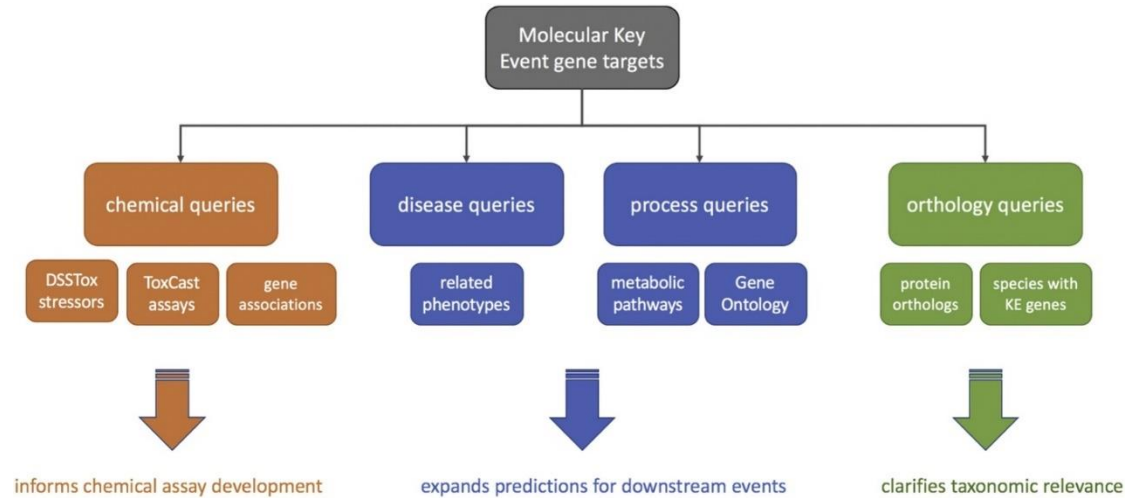 Molecular Key
Event gene targets
chemical queries
disease queries
process queries
orthology queries
DSSTox
stressors
ToxCast
assays
gene
associations
related
phenotypes
metabolic
pathways
Gene
Ontology
protein
orthologs
species with
KE genes
informs chemical assay development
expands predictions for downstream events
clarifies taxonomic relevance